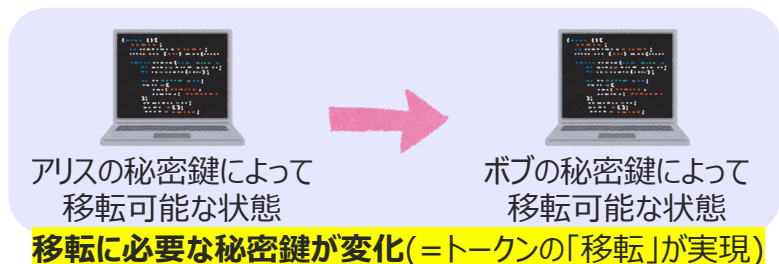 アリスの秘密鍵によって
移転可能な状態
ボブの秘密鍵によって
移転可能な状態
移転に必要な秘密鍵が変化(=トークンの「移転」が実現)